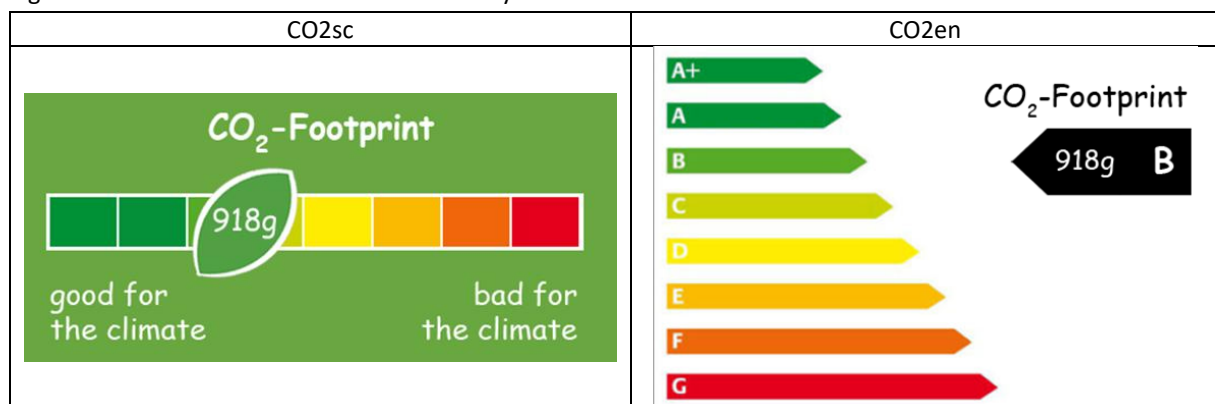 CO2sc
CO2en
CO₂-Footprint
918g
good for
the climate
bad for
the climate
A+
A
B
C
D
E
F
G
CO₂-Footprint
918g B